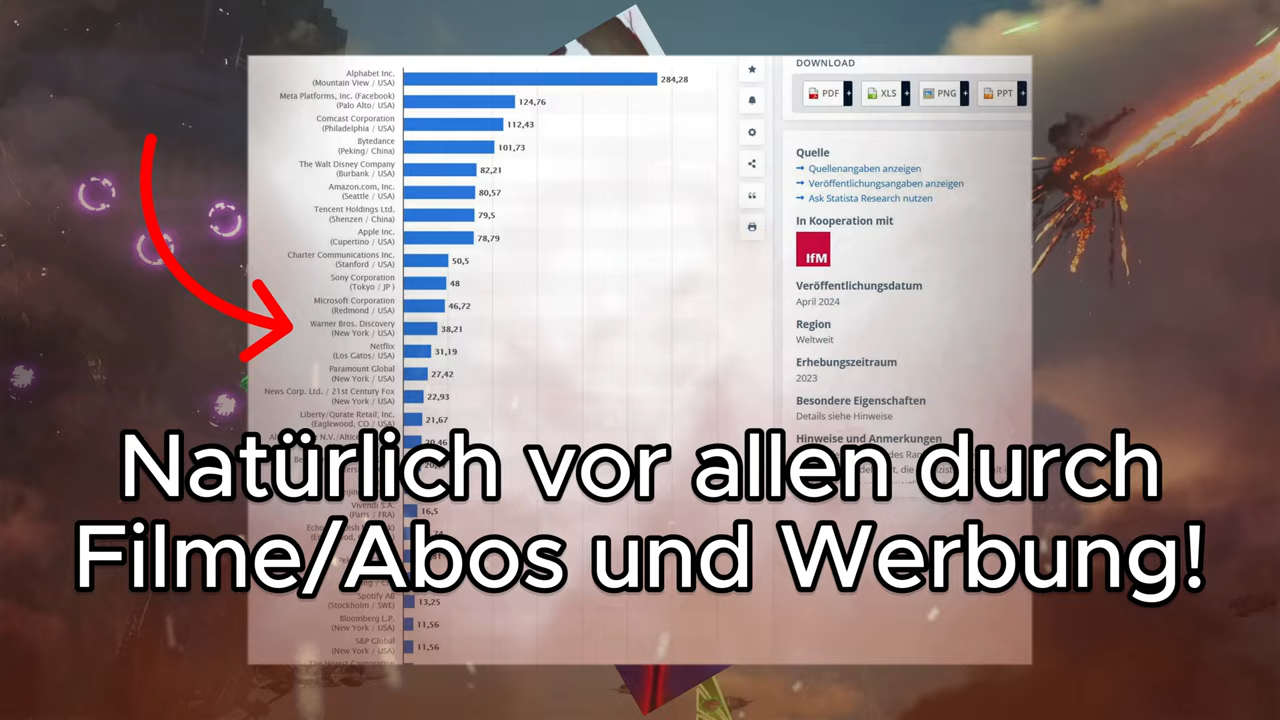 Alphabet Inc.
(Mountain View / USA)
284,28
Meta Platforms, Inc. (Facebook)
(Palo Alto/ USA)
124,76
Comcast Corporation
(Philadelphia / USA)
112,43
Bytedance
(Peking/ China)
101,73
The Walt Disney Company
(Burbank / USA)
82,21
Amazon.com, Inc.
(Seattle / USA)
80,57
Tencent Holdings Ltd.
(Shenzen / China)
79,5
Apple Inc.
(Cupertino / USA)
78,79
Charter Communications Inc.
(Stanford / USA)
50,5
Sony Corporation
(Tokyo / JP )
48
Microsoft Corporation
(Redmond / USA)
46,72
Warner Bros. Discovery
(New York / USA)
38,21
Netflix
(Los Gatos/ USA)
31,19
Paramount Global
(New York / USA)
27,42
News Corp. Ltd. / 21st Century Fox
(New York / USA)
22,93
Liberty/Qurate Retail; Inc.
(Eaglewood, CO / USA)
21,67
20,46
Vivendi S.A.
(Paris / FRA)
16,5
Spotify AB
(Stockholm / SWE)
13,25
Bloomberg L.P.
(New York / USA)
11,56
S&P Global
(New York / USA)
11,56
The Hearst Corporation
DOWNLOAD
PDF + XLS + PNG + PPT +
Quelle
→ Quellenangaben anzeigen
→ Veröffentlichungsangaben anzeigen
→ Ask Statista Research nutzen
In Kooperation mit
IfM
Veröffentlichungsdatum
April 2024
Region
Weltweit
Erhebungszeitraum
2023
Besondere Eigenschaften
Details siehe Hinweise
Hinweise und Anmerkungen
Natürlich vor allen durch
Filme/Abos und Werbung!